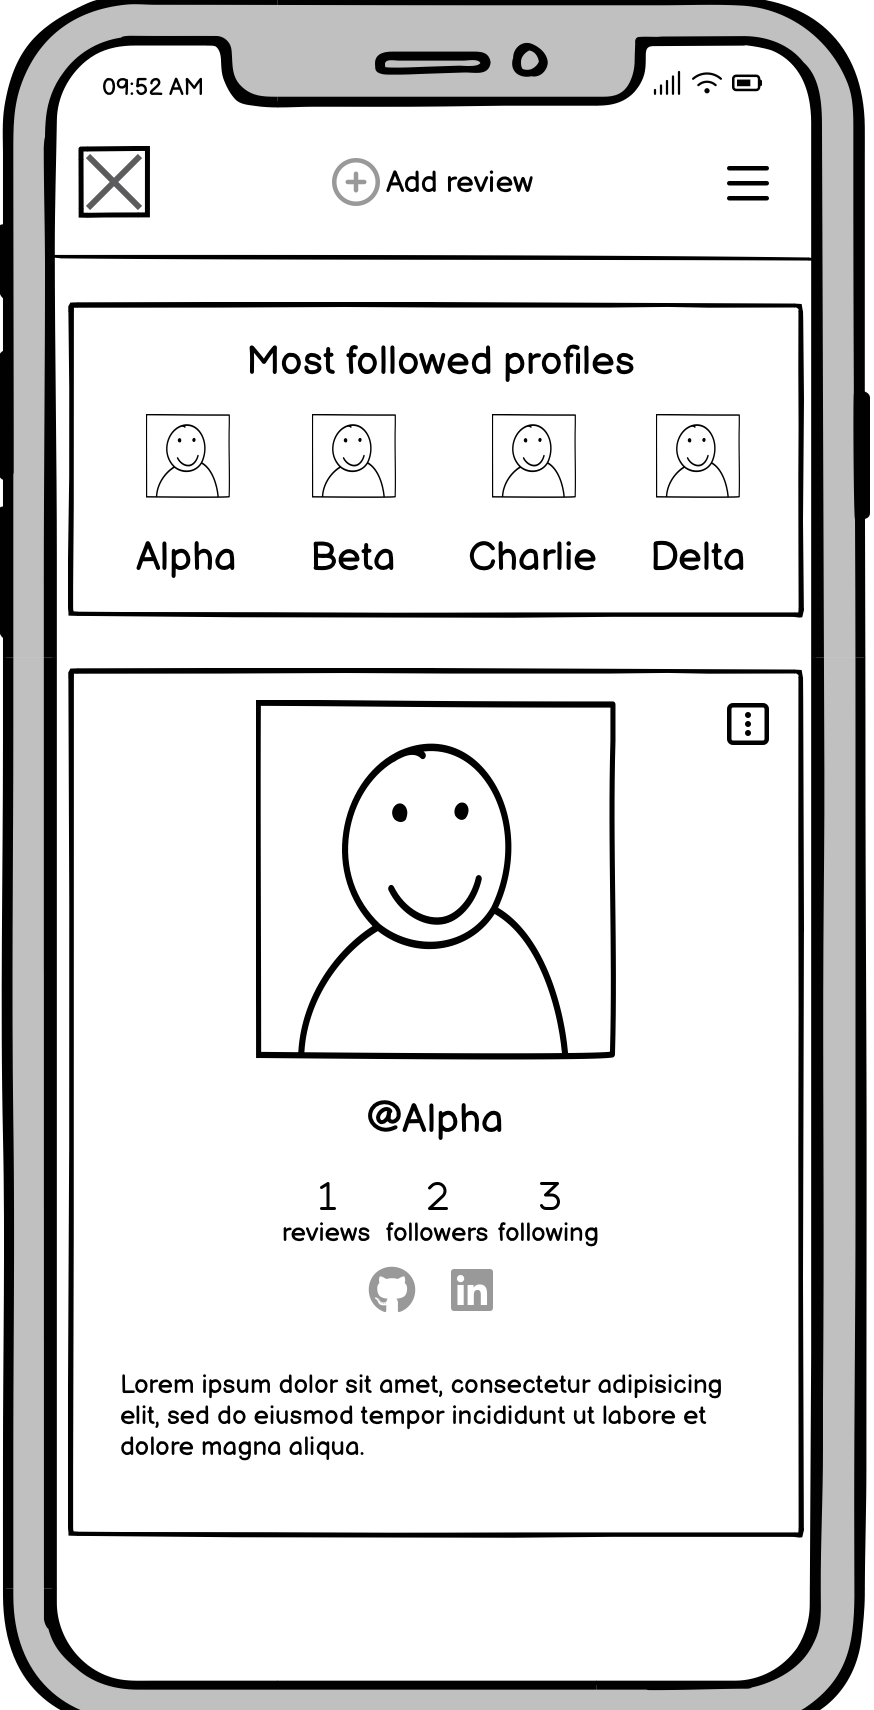 09:52 AM
Add review
Most followed profiles
Alpha Beta Charlie Delta
@Alpha
1 2 3
reviews followers following
in
Lorem ipsum dolor sit amet, consectetur adipisicing
elit, sed do eiusmod tempor incididunt ut labore et
dolore magna aliqua.